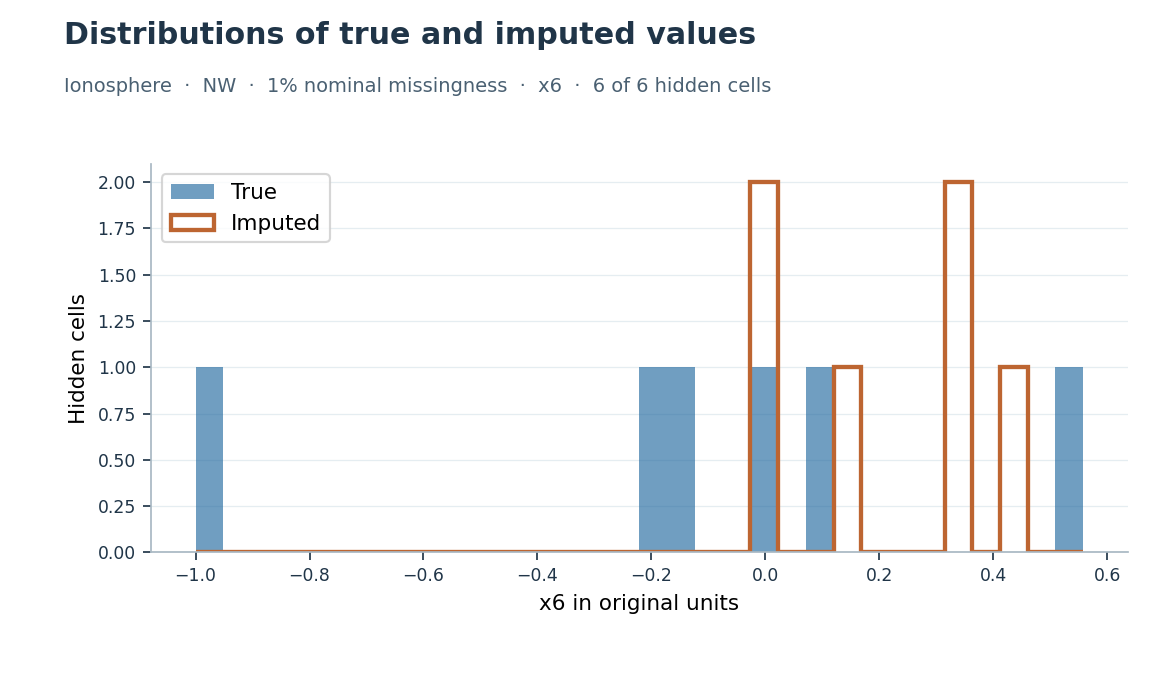 Distributions of true and imputed values
Ionosphere · NW · 1% nominal missingness · x6 · 6 of 6 hidden cells
True
Imputed
Hidden cells
2.00
1.75
1.50
1.25
1.00
0.75
0.50
0.25
0.00
−1.0 −0.8 −0.6 −0.4 −0.2 0.0 0.2 0.4 0.6
x6 in original units